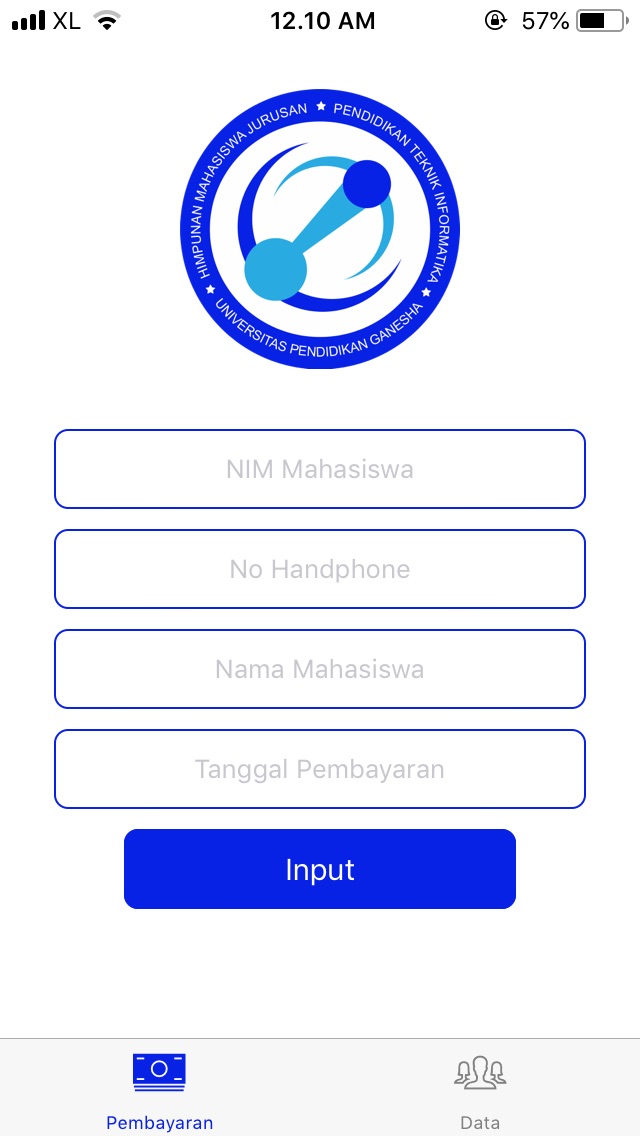 XL 12.10 AM 57%
HIMPUNAN MAHASISWA JURUSAN ★ PENDIDIKAN TEKNIK INFORMATIKA ★
UNIVERSITAS PENDIDIKAN GANESHA ★
NIM Mahasiswa
No Handphone
Nama Mahasiswa
Tanggal Pembayaran
Input
Pembayaran Data